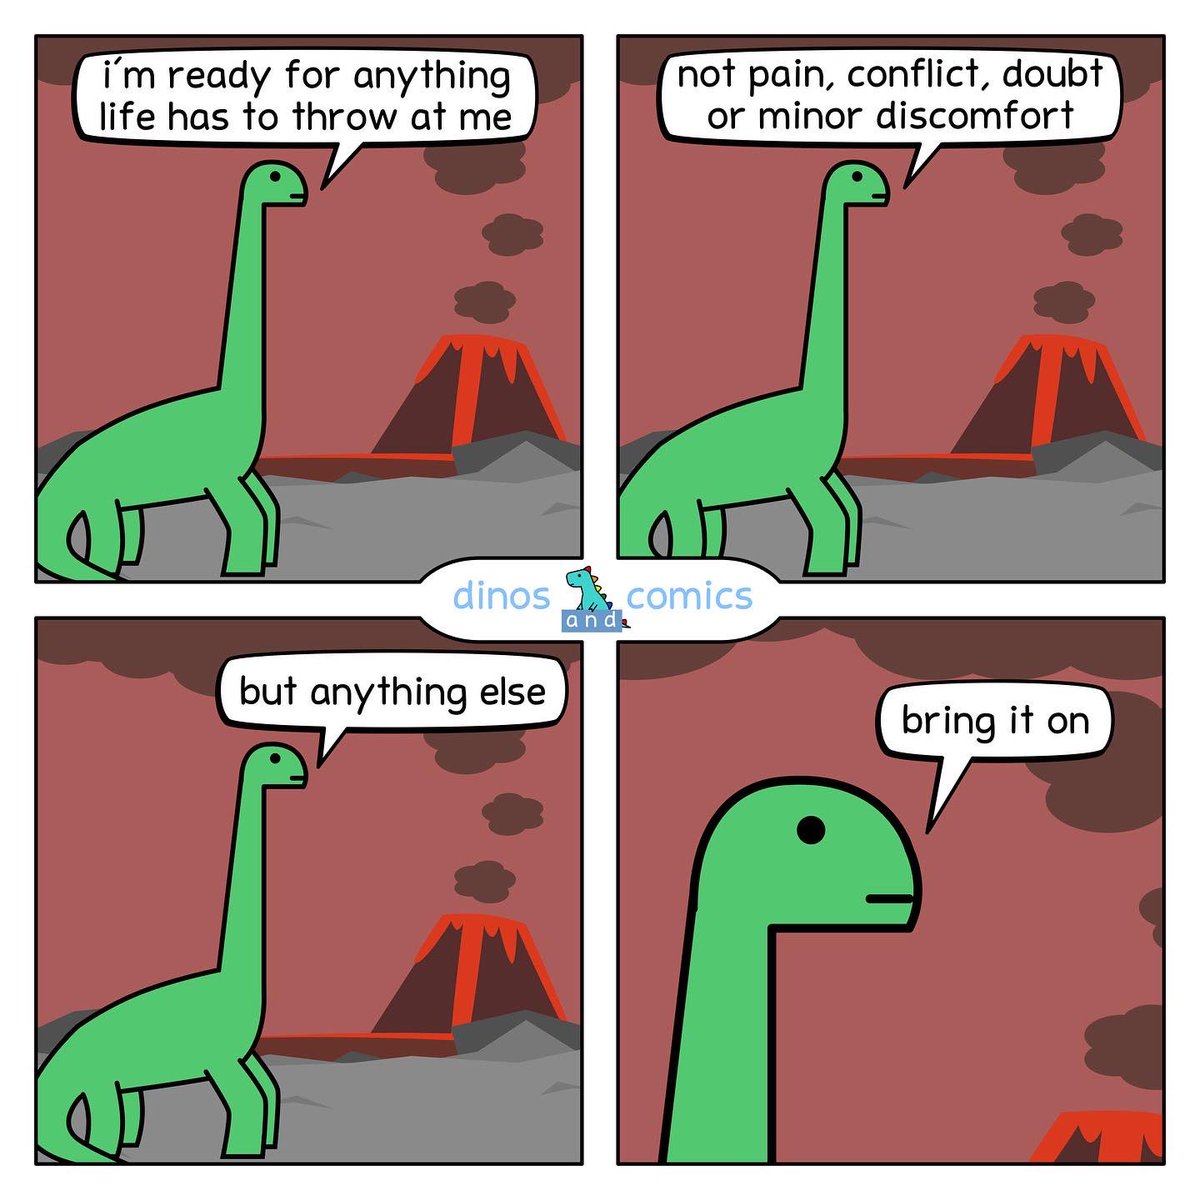 i'm ready for anything
life has to throw at me
not pain, conflict, doubt
or minor discomfort
dinos and comics
but anything else
bring it on